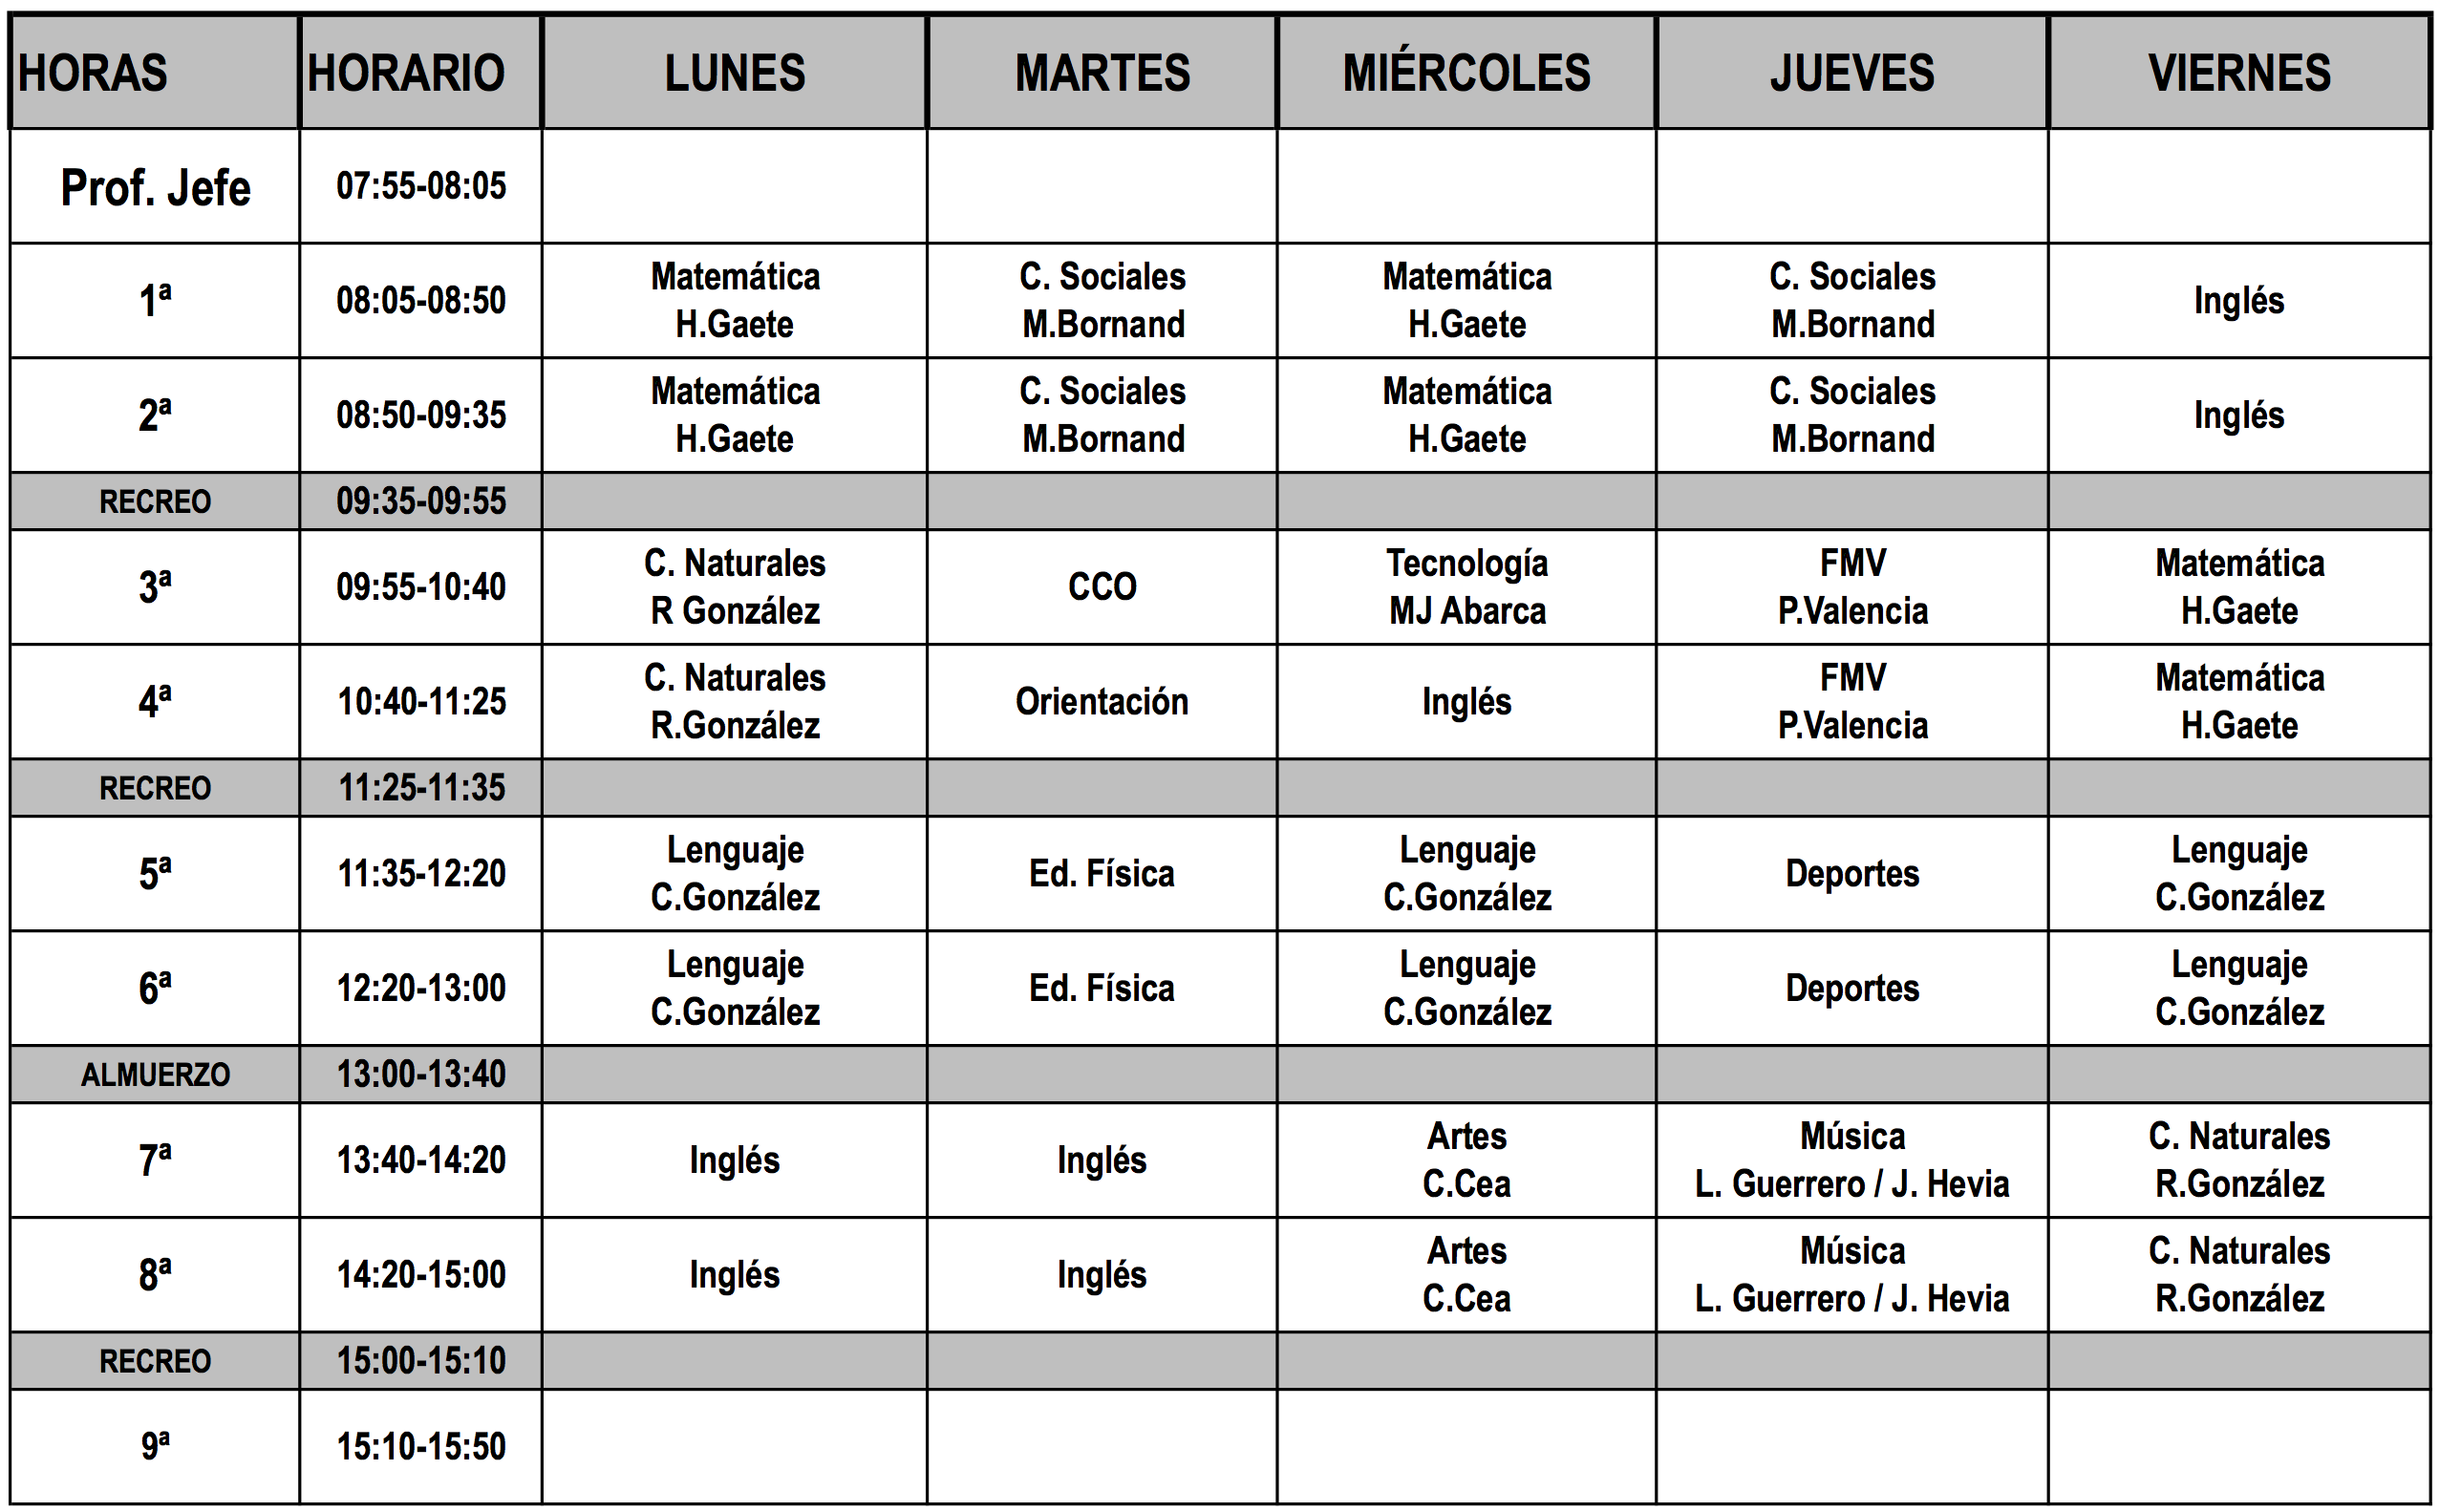 HORAS HORARIO LUNES MARTES MIÉRCOLES JUEVES VIERNES
Prof. Jefe 07:55-08:05
1ª 08:05-08:50 Matemática C. Sociales Matemática C. Sociales Inglés
H.Gaete M.Bornand H.Gaete M.Bornand
2ª 08:50-09:35 Matemática C. Sociales Matemática C. Sociales Inglés
H.Gaete M.Bornand H.Gaete M.Bornand
RECREO 09:35-09:55
3ª 09:55-10:40 C. Naturales CCO Tecnología FMV Matemática
R González MJ Abarca P.Valencia H.Gaete
4ª 10:40-11:25 C. Naturales Orientación Inglés FMV Matemática
R.González P.Valencia H.Gaete
RECREO 11:25-11:35
5ª 11:35-12:20 Lenguaje Ed. Física Lenguaje Deportes Lenguaje
C.González C.González C.González
6ª 12:20-13:00 Lenguaje Ed. Física Lenguaje Deportes Lenguaje
C.González C.González C.González
ALMUERZO 13:00-13:40
7ª 13:40-14:20 Inglés Inglés Artes Música C. Naturales
C.Cea L. Guerrero / J. Hevia R.González
8ª 14:20-15:00 Inglés Inglés Artes Música C. Naturales
C.Cea L. Guerrero / J. Hevia R.González
RECREO 15:00-15:10
9ª 15:10-15:50